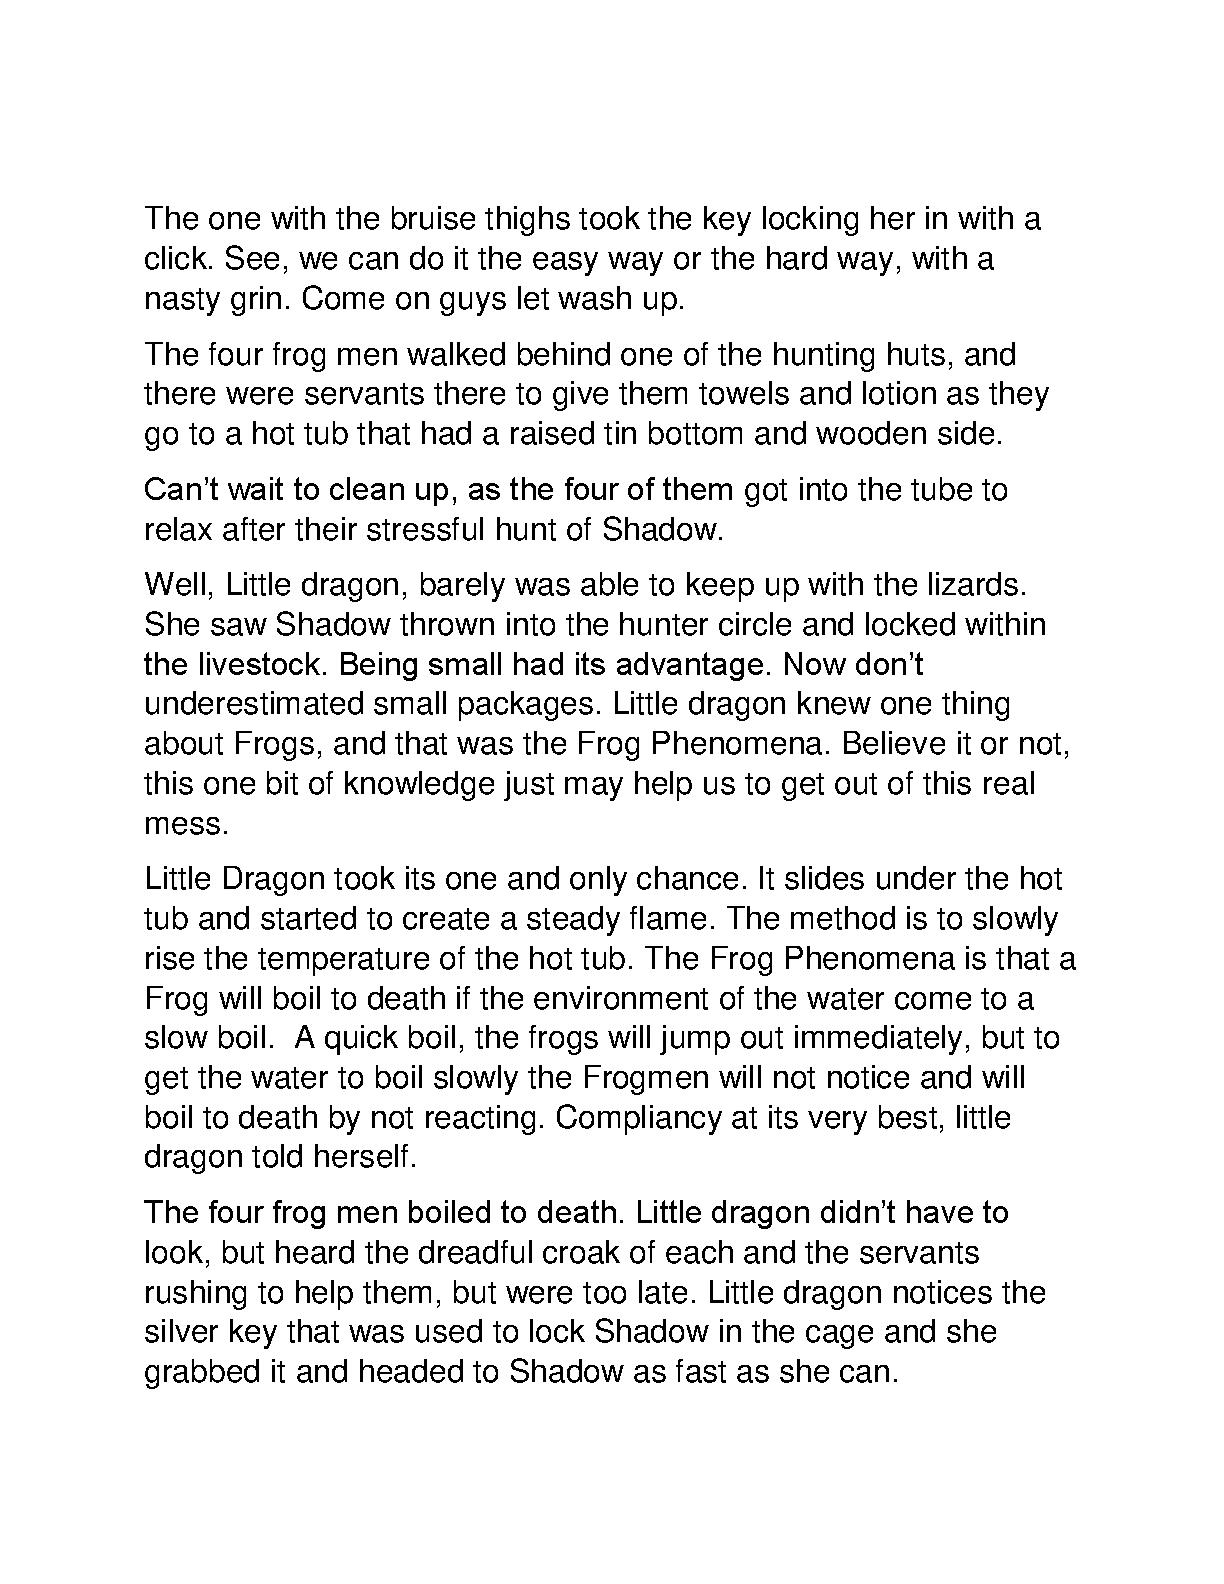 The one with the bruise thighs took the key locking her in with a
click. See, we can do it the easy way or the hard way, with a
nasty grin. Come on guys let wash up.
The four frog men walked behind one of the hunting huts, and
there were servants there to give them towels and lotion as they
go to a hot tub that had a raised tin bottom and wooden side.
Can’t wait to clean up, as the four of them got into the tube to
relax after their stressful hunt of Shadow.
Well, Little dragon, barely was able to keep up with the lizards.
She saw Shadow thrown into the hunter circle and locked within
the livestock. Being small had its advantage. Now don’t
underestimated small packages. Little dragon knew one thing
about Frogs, and that was the Frog Phenomena. Believe it or not,
this one bit of knowledge just may help us to get out of this real
mess.
Little Dragon took its one and only chance. It slides under the hot
tub and started to create a steady flame. The method is to slowly
rise the temperature of the hot tub. The Frog Phenomena is that a
Frog will boil to death if the environment of the water come to a
slow boil.  A quick boil, the frogs will jump out immediately, but to
get the water to boil slowly the Frogmen will not notice and will
boil to death by not reacting. Compliancy at its very best, little
dragon told herself.
The four frog men boiled to death. Little dragon didn’t have to
look, but heard the dreadful croak of each and the servants
rushing to help them, but were too late. Little dragon notices the
silver key that was used to lock Shadow in the cage and she
grabbed it and headed to Shadow as fast as she can.